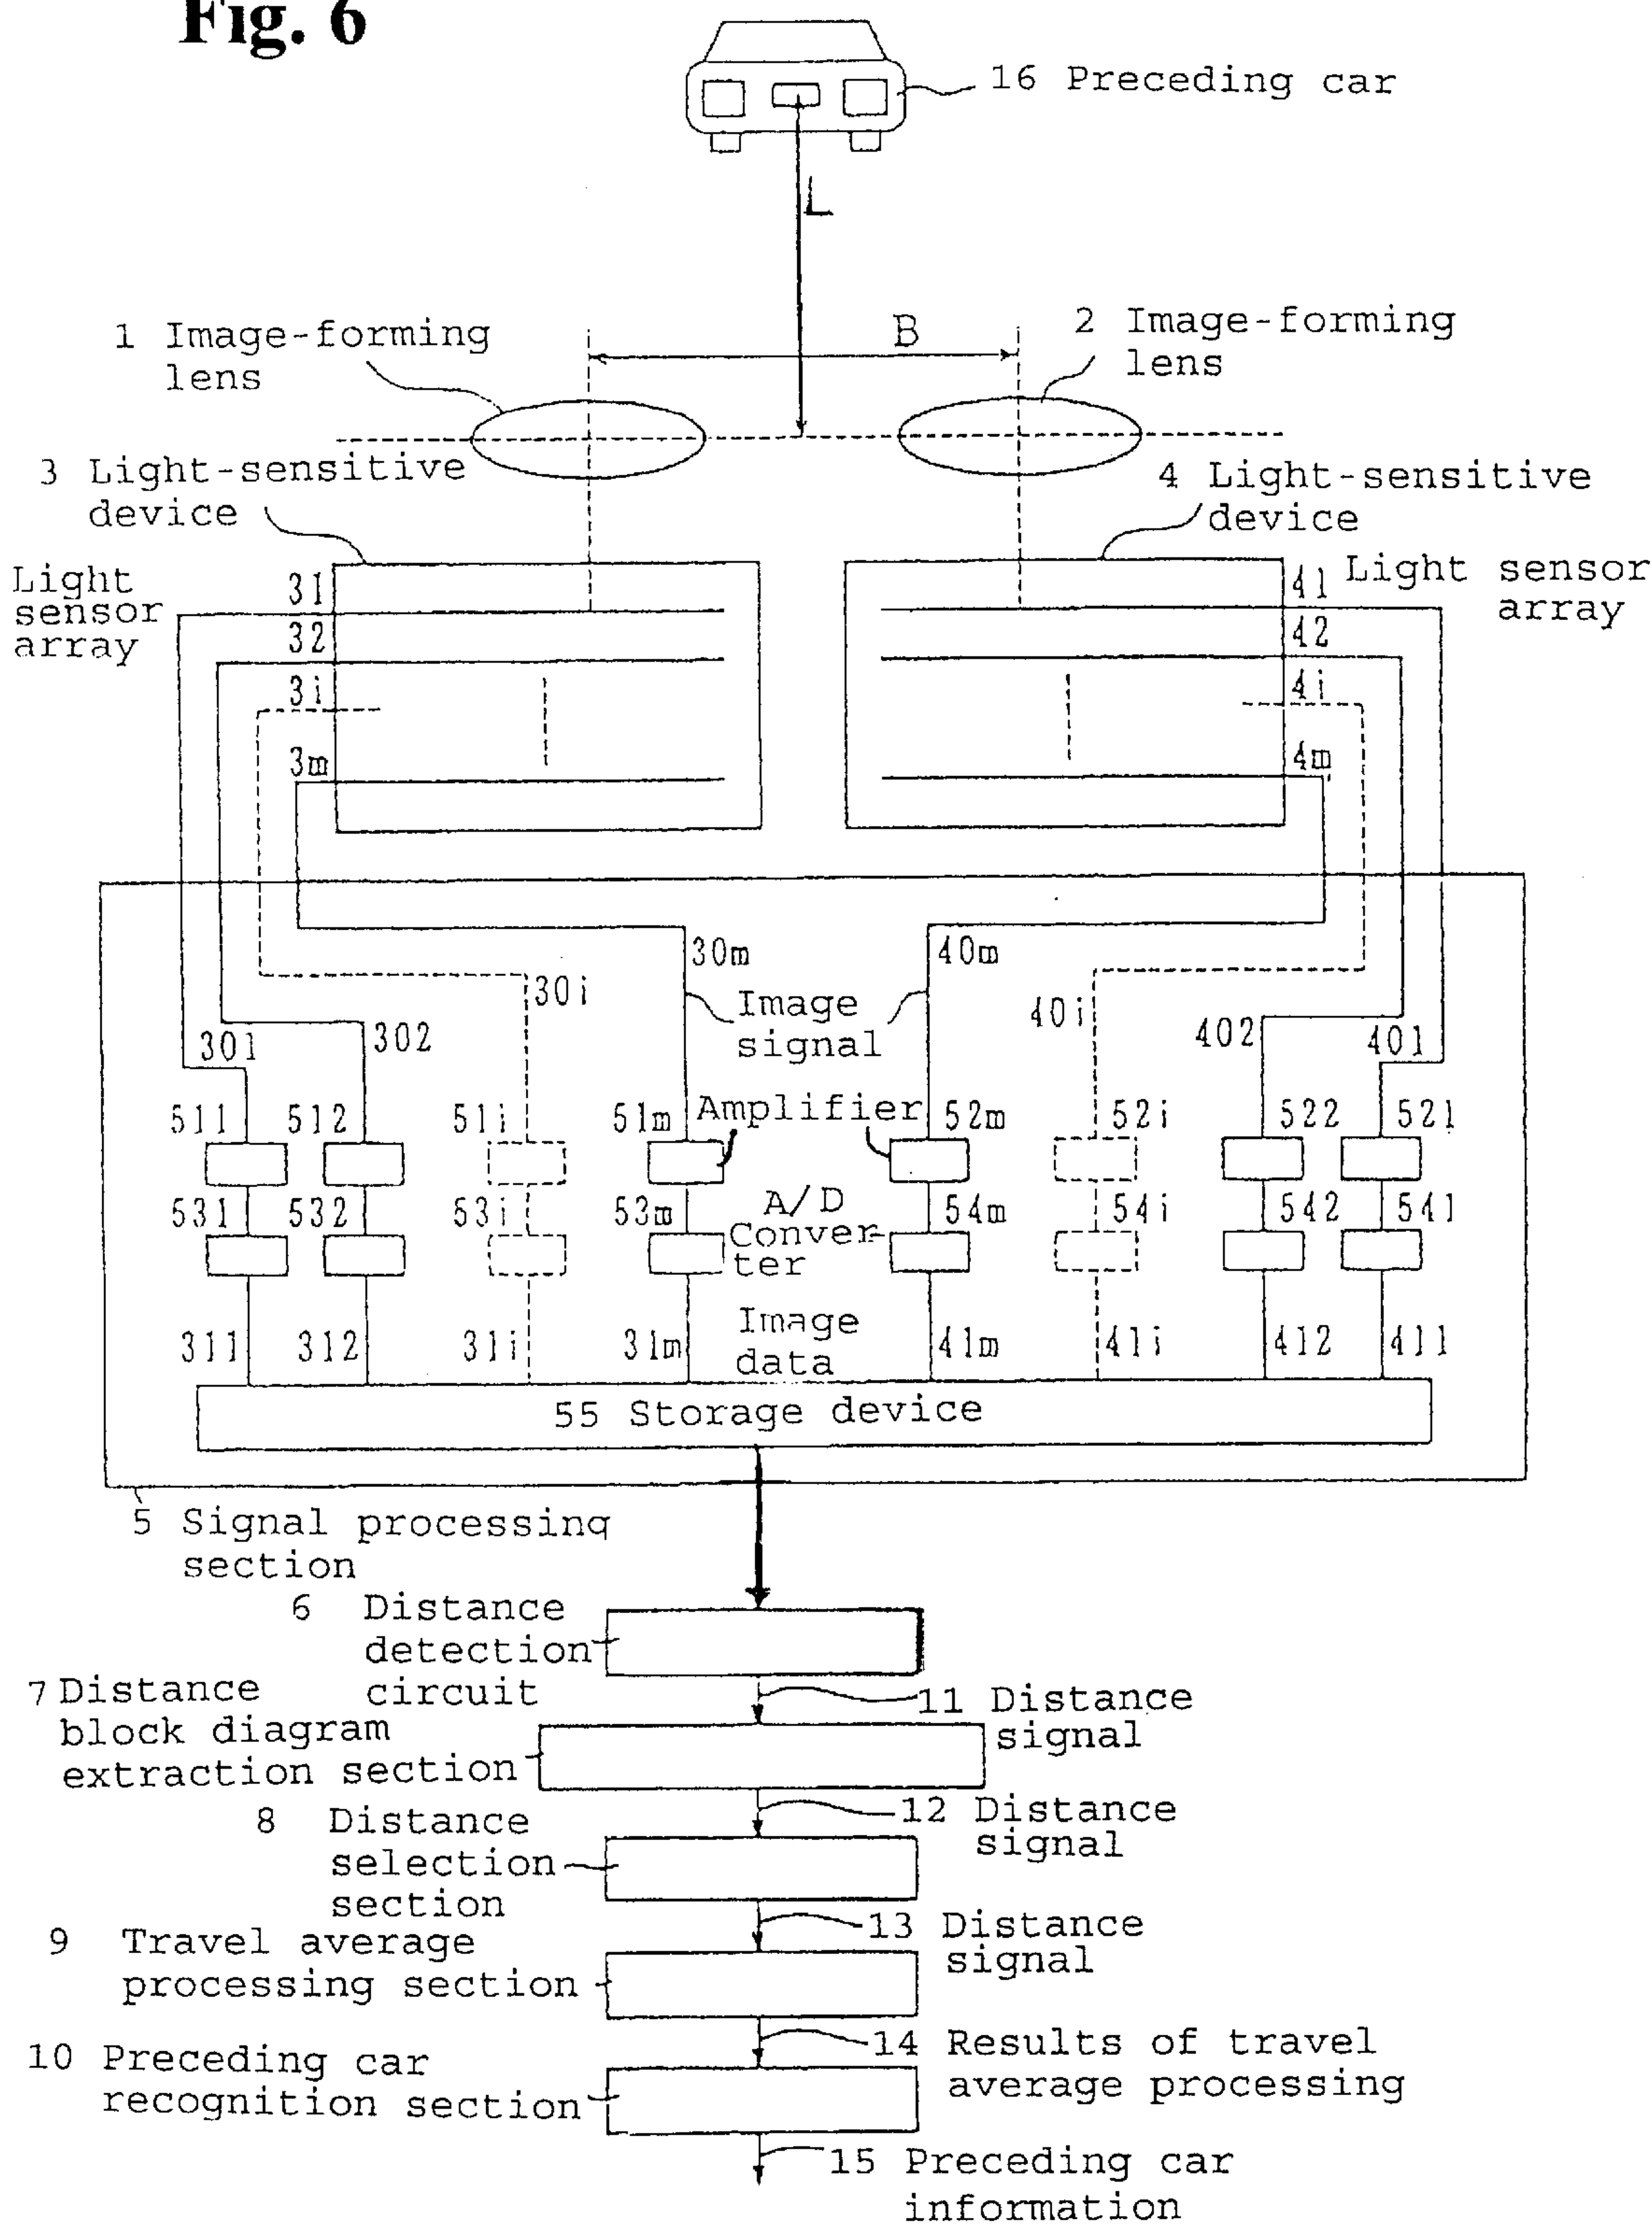 Fig. 6
16 Preceding car
L
B
1 Image-forming
lens
2 Image-forming
lens
3 Light-sensitive
device
4 Light-sensitive
device
Light
sensor
array
31
32
3i
3m
41
42
4i
4m
Light sensor
array
30m
40m
30i
40i
Image
signal
301
302
402
401
511
512
51i
51m
Amplifier
52m
52i
522
521
531
532
53i
53m
A/D
Conver-
ter
54m
54i
542
541
311
312
31i
31m
Image
data
41m
41i
412
411
55 Storage device
5 Signal processing
section
6 Distance
detection
circuit
7 Distance
block diagram
extraction section
11 Distance
signal
12 Distance
signal
8 Distance
selection
section
13 Distance
signal
9 Travel average
processing section
14 Results of travel
average processing
10 Preceding car
recognition section
15 Preceding car
information